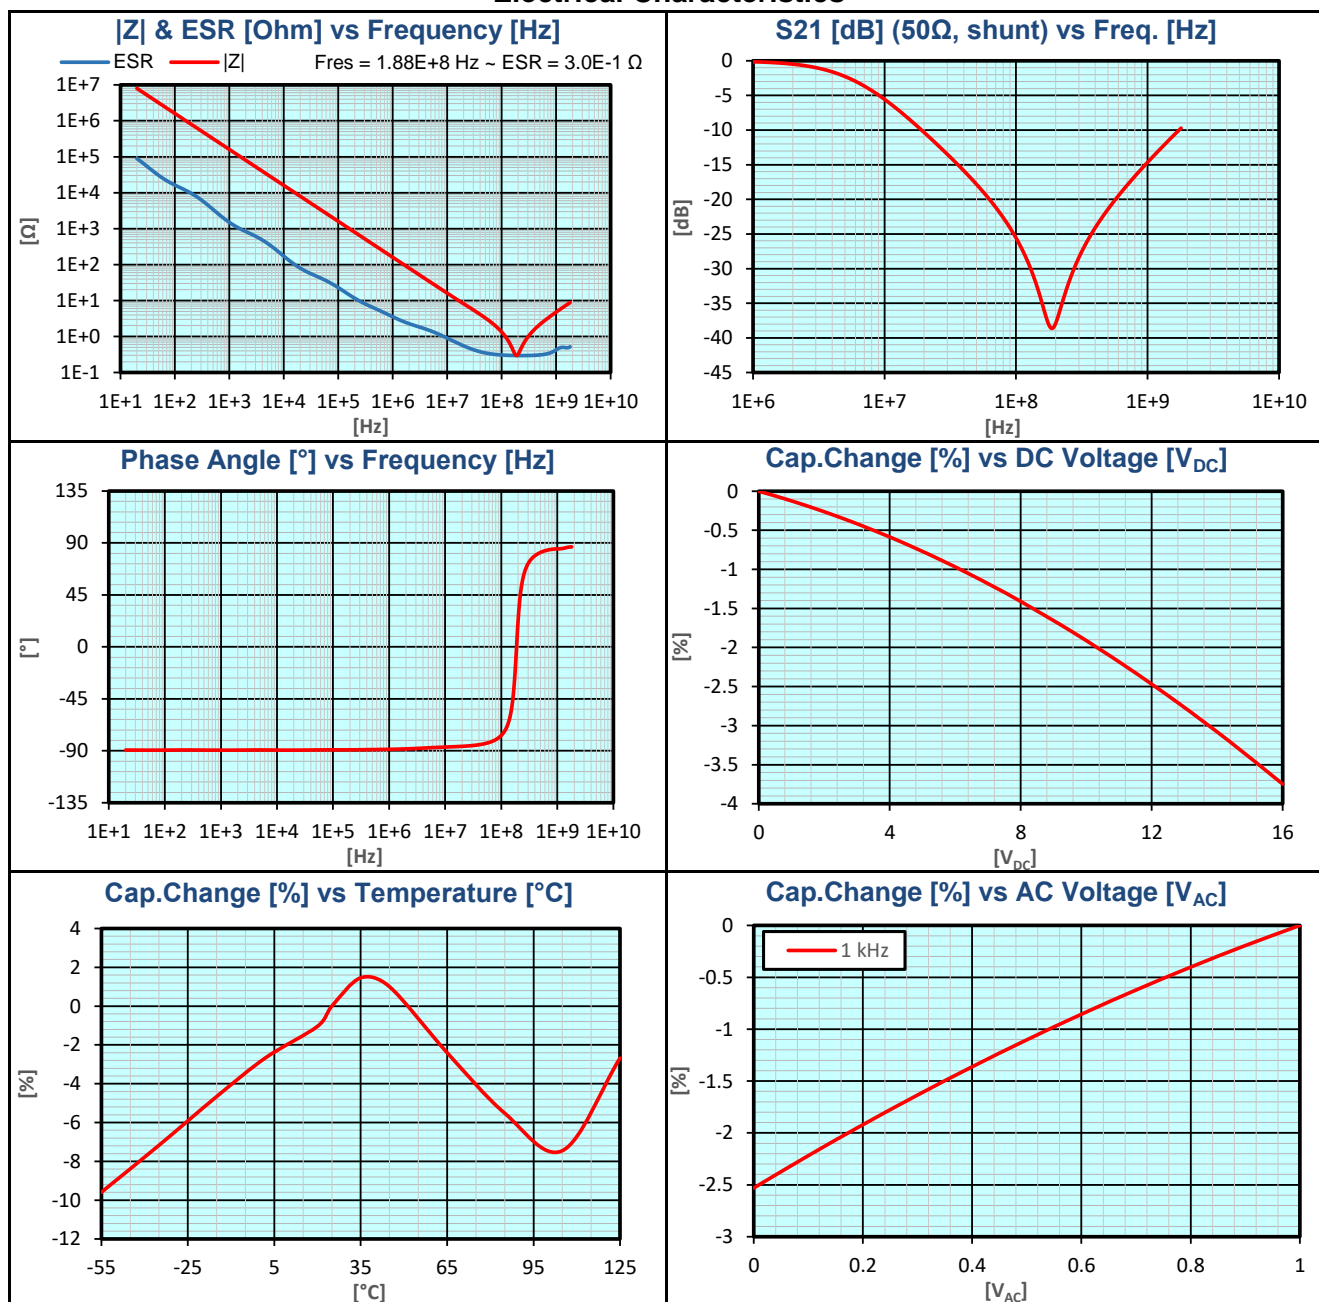 |Z| & ESR [Ohm] vs Frequency [Hz]
ESR |Z| Fres = 1.88E+8 Hz ~ ESR = 3.0E-1 Ω
1E+7
1E+6
1E+5
1E+4
1E+3
1E+2
1E+1
1E+0
1E-1
[Ω]
1E+1 1E+2 1E+3 1E+4 1E+5 1E+6 1E+7 1E+8 1E+9 1E+10
[Hz]
S21 [dB] (50Ω, shunt) vs Freq. [Hz]
0
-5
-10
-15
-20
-25
-30
-35
-40
-45
[dB]
1E+6 1E+7 1E+8 1E+9 1E+10
[Hz]
Phase Angle [°] vs Frequency [Hz]
135
90
45
0
-45
-90
-135
[°]
1E+1 1E+2 1E+3 1E+4 1E+5 1E+6 1E+7 1E+8 1E+9 1E+10
[Hz]
Cap.Change [%] vs DC Voltage [VDC]
0
-0.5
-1
-1.5
-2
-2.5
-3
-3.5
-4
[%]
0 4 8 12 16
[VDC]
Cap.Change [%] vs Temperature [°C]
4
2
0
-2
-4
-6
-8
-10
-12
[%]
-55 -25 5 35 65 95 125
[°C]
Cap.Change [%] vs AC Voltage [VAC]
1 kHz
0
-0.5
-1
-1.5
-2
-2.5
-3
[%]
0 0.2 0.4 0.6 0.8 1
[VAC]